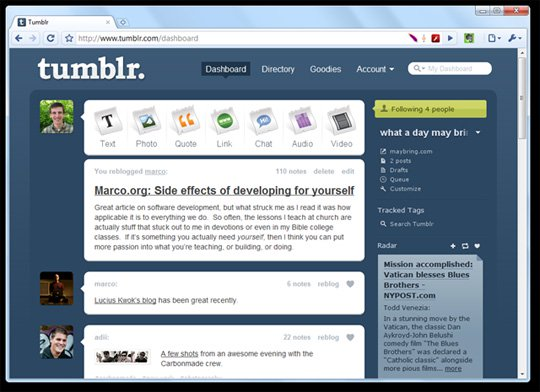 Tumblr
http://www.tumblr.com/dashboard
tumblr.
Dashboard
Directory
Goodies
Account
My Dashboard
Text
Photo
Quote
Link
Chat
Audio
Video
Following 4 people
what a day may brin
maybring.com
2 posts
Drafts
Queue
Customize
Tracked Tags
Search Tumblr
Radar
Mission accomplished:
Vatican blesses Blues
Brothers -
NYPOST.com
Todd Venezia:
In a stunning move by the
Vatican, the classic Dan
Aykroyd-John Belushi
comedy film "The Blues
Brothers" was declared a
"Catholic classic" alongside
more pious films... more
You reblogged marco:
110 notes delete edit
Marco.org: Side effects of developing for yourself
Great article on software development, but what struck me as I read it was how
applicable it is to everything we do. So often, the lessons I teach at church are
actually stuff that stuck out to me in devotions or even in my Bible college
classes. If it's something you actually need yourself, then I think you can put
more passion into what you're teaching, or building, or doing.
marco:
6 notes reblog
Lucius Kwok's blog has been great recently.
adii:
22 notes reblog
A few shots from an awesome evening with the
Carbonmade crew.